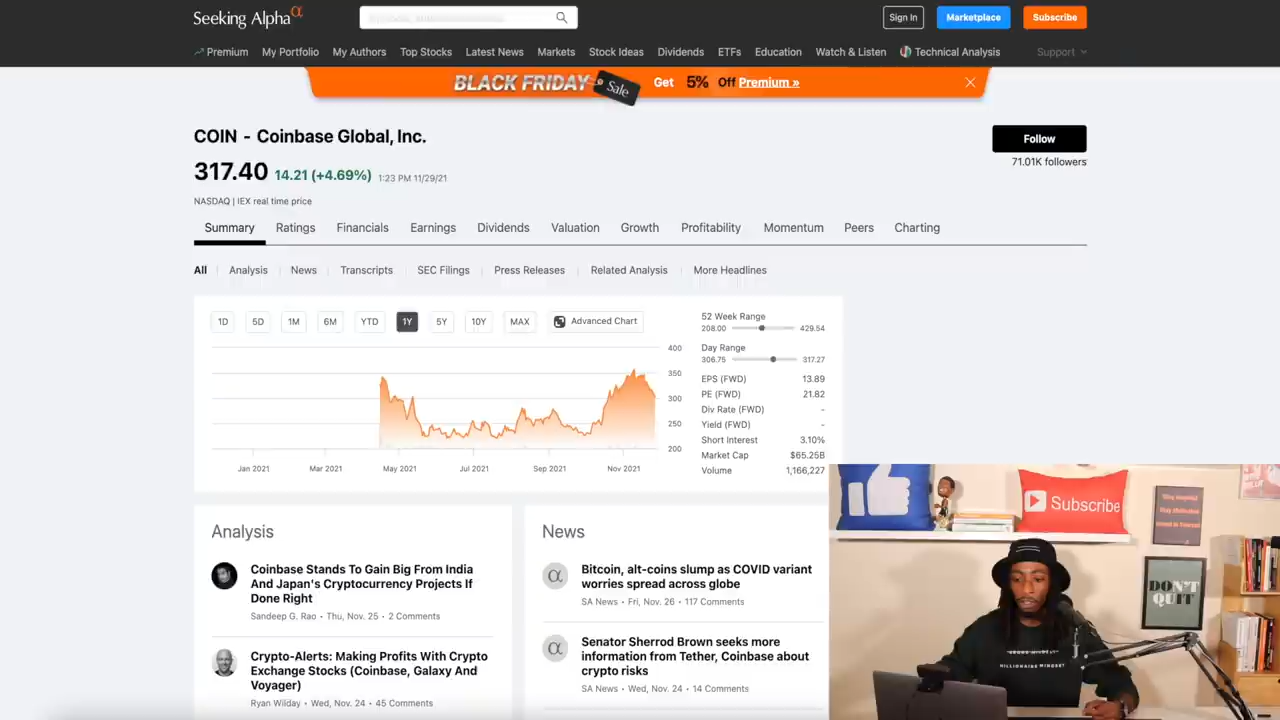 Seeking Alpha α
Sign In
Marketplace
Subscribe
Premium My Portfolio My Authors Top Stocks Latest News Markets Stock Ideas Dividends ETFs Education Watch & Listen Technical Analysis Support
BLACK FRIDAY Sale Get 5% Off Premium »
COIN - Coinbase Global, Inc.
Follow
317.40 14.21 (+4.69%) 1:23 PM 11/29/21
71.01K followers
NASDAQ | IEX real time price
Summary Ratings Financials Earnings Dividends Valuation Growth Profitability Momentum Peers Charting
All Analysis News Transcripts SEC Filings Press Releases Related Analysis More Headlines
1D 5D 1M 6M YTD 1Y 5Y 10Y MAX Advanced Chart
400
350
300
250
200
Jan 2021 Mar 2021 May 2021 Jul 2021 Sep 2021 Nov 2021
52 Week Range
208.00 429.54
Day Range
306.75 317.27
EPS (FWD) 13.89
PE (FWD) 21.82
Div Rate (FWD) -
Yield (FWD) -
Short Interest 3.10%
Market Cap $65.25B
Volume 1,166,227
Analysis
Coinbase Stands To Gain Big From India
And Japan's Cryptocurrency Projects If
Done Right
Sandeep G. Rao • Thu, Nov. 25 • 2 Comments
Crypto-Alerts: Making Profits With Crypto
Exchange Stocks (Coinbase, Galaxy And
Voyager)
Ryan Wilday • Wed, Nov. 24 • 45 Comments
News
α
Bitcoin, alt-coins slump as COVID variant
worries spread across globe
SA News • Fri, Nov. 26 • 117 Comments
α
Senator Sherrod Brown seeks more
information from Tether, Coinbase about
crypto risks
SA News • Wed, Nov. 24 • 14 Comments
Subscribe
DON'T
QUIT
MILLIONAIRE MINDSET